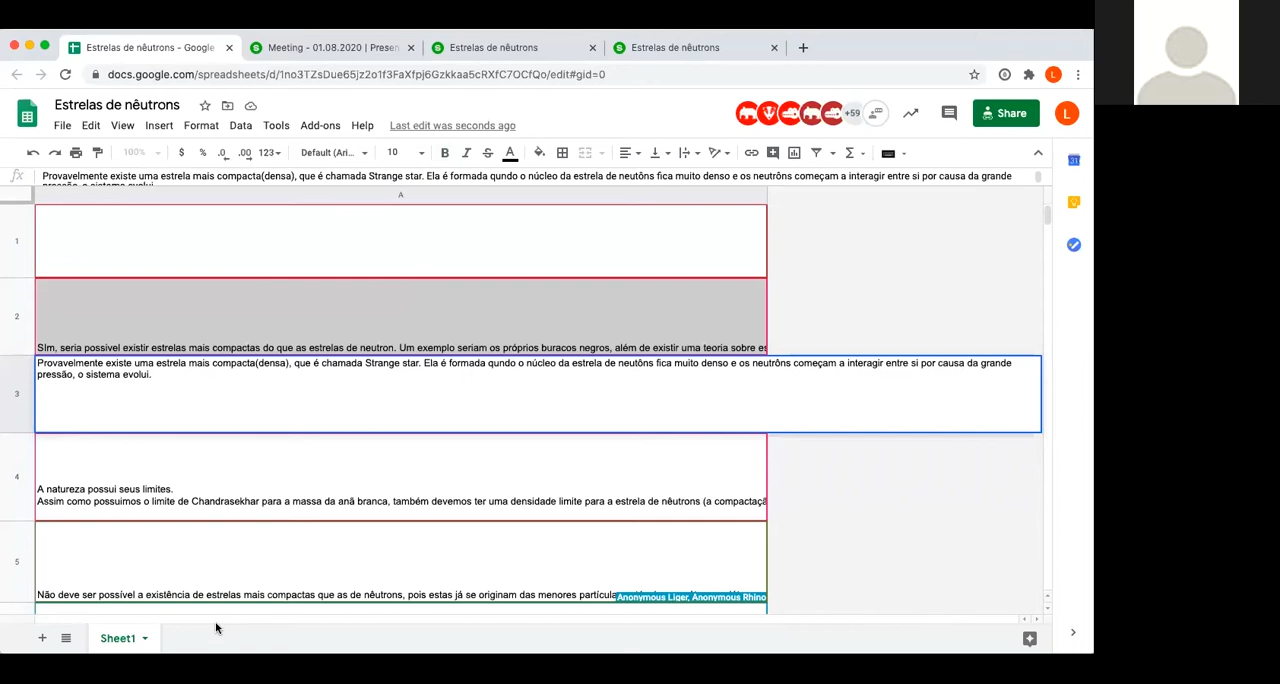 Estrelas de nêutrons - Google
Meeting - 01.08.2020 | Presen
Estrelas de nêutrons
Estrelas de nêutrons
docs.google.com/spreadsheets/d/1no3TZsDue65jz2o1f3FaXfpj6Gzkkaa5cRXfC7OCfQo/edit#gid=0
L
Estrelas de nêutrons
+59
Share
L
File Edit View Insert Format Data Tools Add-ons Help Last edit was seconds ago
100% $ % .0 .00 123 Default (Ari... 10 B I S A
31
fx Provavelmente existe uma estrela mais compacta(densa), que é chamada Strange star. Ela é formada qundo o núcleo da estrela de neutôns fica muito denso e os neutrôns começam a interagir entre si por causa da grande
pressão, o sistema evolui.
A
1
2
SIm, seria possivel existir estrelas mais compactas do que as estrelas de neutron. Um exemplo seriam os próprios buracos negros, além de existir uma teoria sobre es
Provavelmente existe uma estrela mais compacta(densa), que é chamada Strange star. Ela é formada qundo o núcleo da estrela de neutôns fica muito denso e os neutrôns começam a interagir entre si por causa da grande
pressão, o sistema evolui.
3
4
A natureza possui seus limites.
Assim como possuimos o limite de Chandrasekhar para a massa da anã branca, também devemos ter uma densidade limite para a estrela de nêutrons (a compactaçã
5
Não deve ser possível a existência de estrelas mais compactas que as de nêutrons, pois estas já se originam das menores partícula
Anonymous Liger, Anonymous Rhino
Sheet1